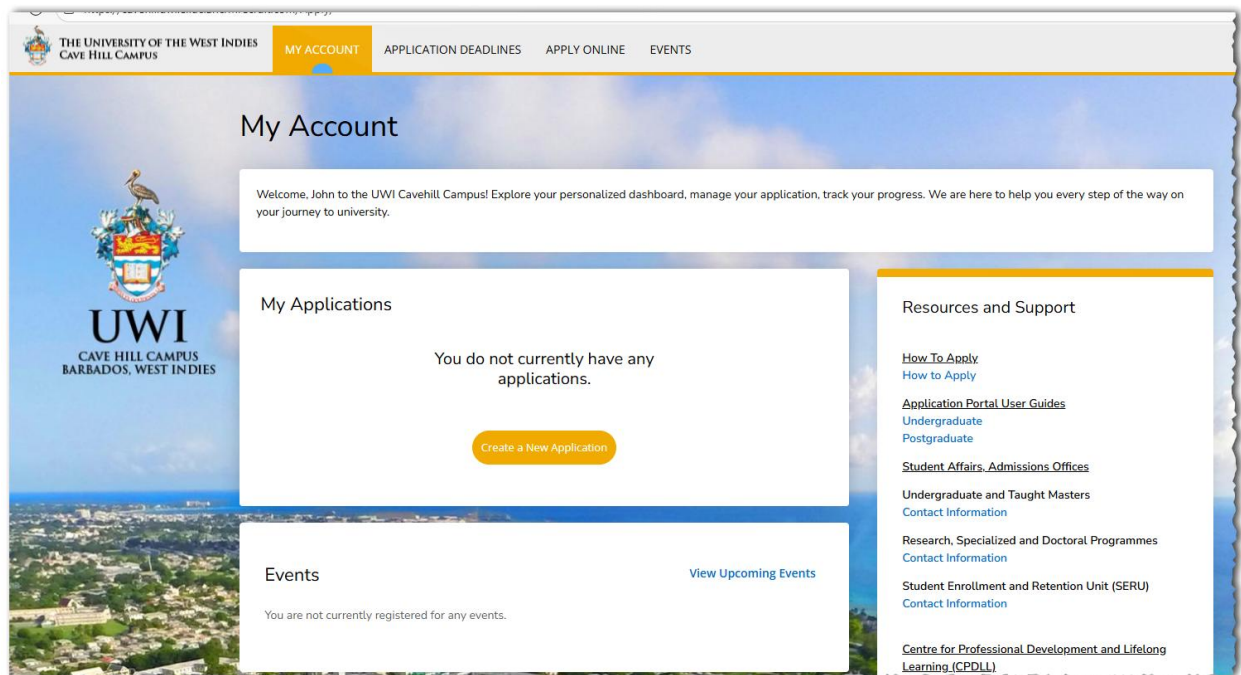 THE UNIVERSITY OF THE WEST INDIES
CAVE HILL CAMPUS
MY ACCOUNT
APPLICATION DEADLINES
APPLY ONLINE
EVENTS
My Account
UWI
CAVE HILL CAMPUS
BARBADOS, WEST INDIES
Welcome, John to the UWI Cavehill Campus! Explore your personalized dashboard, manage your application, track your progress. We are here to help you every step of the way on
your journey to university.
My Applications
You do not currently have any
applications.
Create a New Application
Events
View Upcoming Events
You are not currently registered for any events.
Resources and Support
How To Apply
How to Apply
Application Portal User Guides
Undergraduate
Postgraduate
Student Affairs, Admissions Offices
Undergraduate and Taught Masters
Contact Information
Research, Specialized and Doctoral Programmes
Contact Information
Student Enrollment and Retention Unit (SERU)
Contact Information
Centre for Professional Development and Lifelong
Learning (CPDLL)